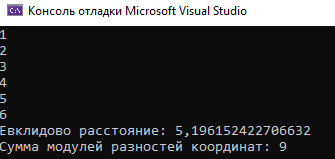 C:\
Консоль отладки Microsoft Visual Studio
1
2
3
4
5
6
Евклидово расстояние: 5,196152422706632
Сумма модулей разностей координат: 9